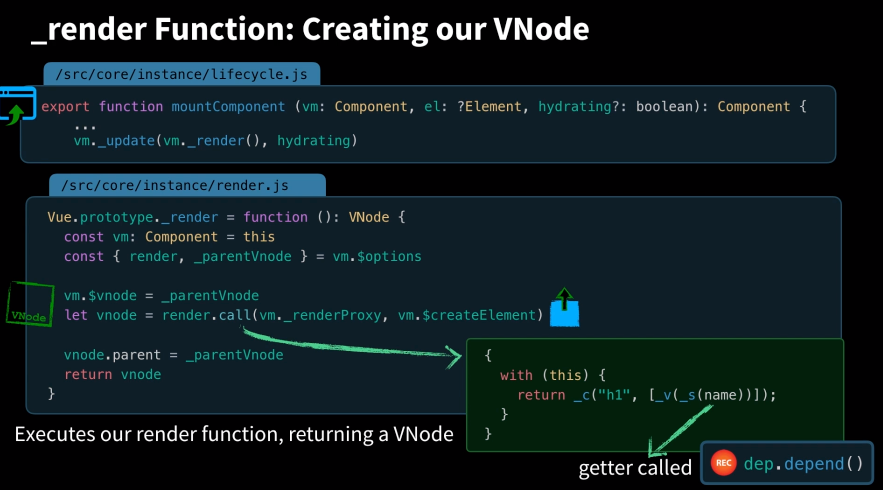 _render Function: Creating our VNode
/src/core/instance/lifecycle.js
export function mountComponent (vm: Component, el: ?Element, hydrating?: boolean): Component {
...
vm._update(vm._render(), hydrating)
/src/core/instance/render.js
Vue.prototype._render = function (): VNode {
const vm: Component = this
const { render, _parentVnode } = vm.$options
vm.$vnode = _parentVnode
VNode
let vnode = render.call(vm._renderProxy, vm.$createElement)
vnode.parent = _parentVnode
return vnode
}
{
with (this) {
return _c("h1", [_v(_s(name))]);
}
}
Executes our render function, returning a VNode
getter called
REC dep.depend()